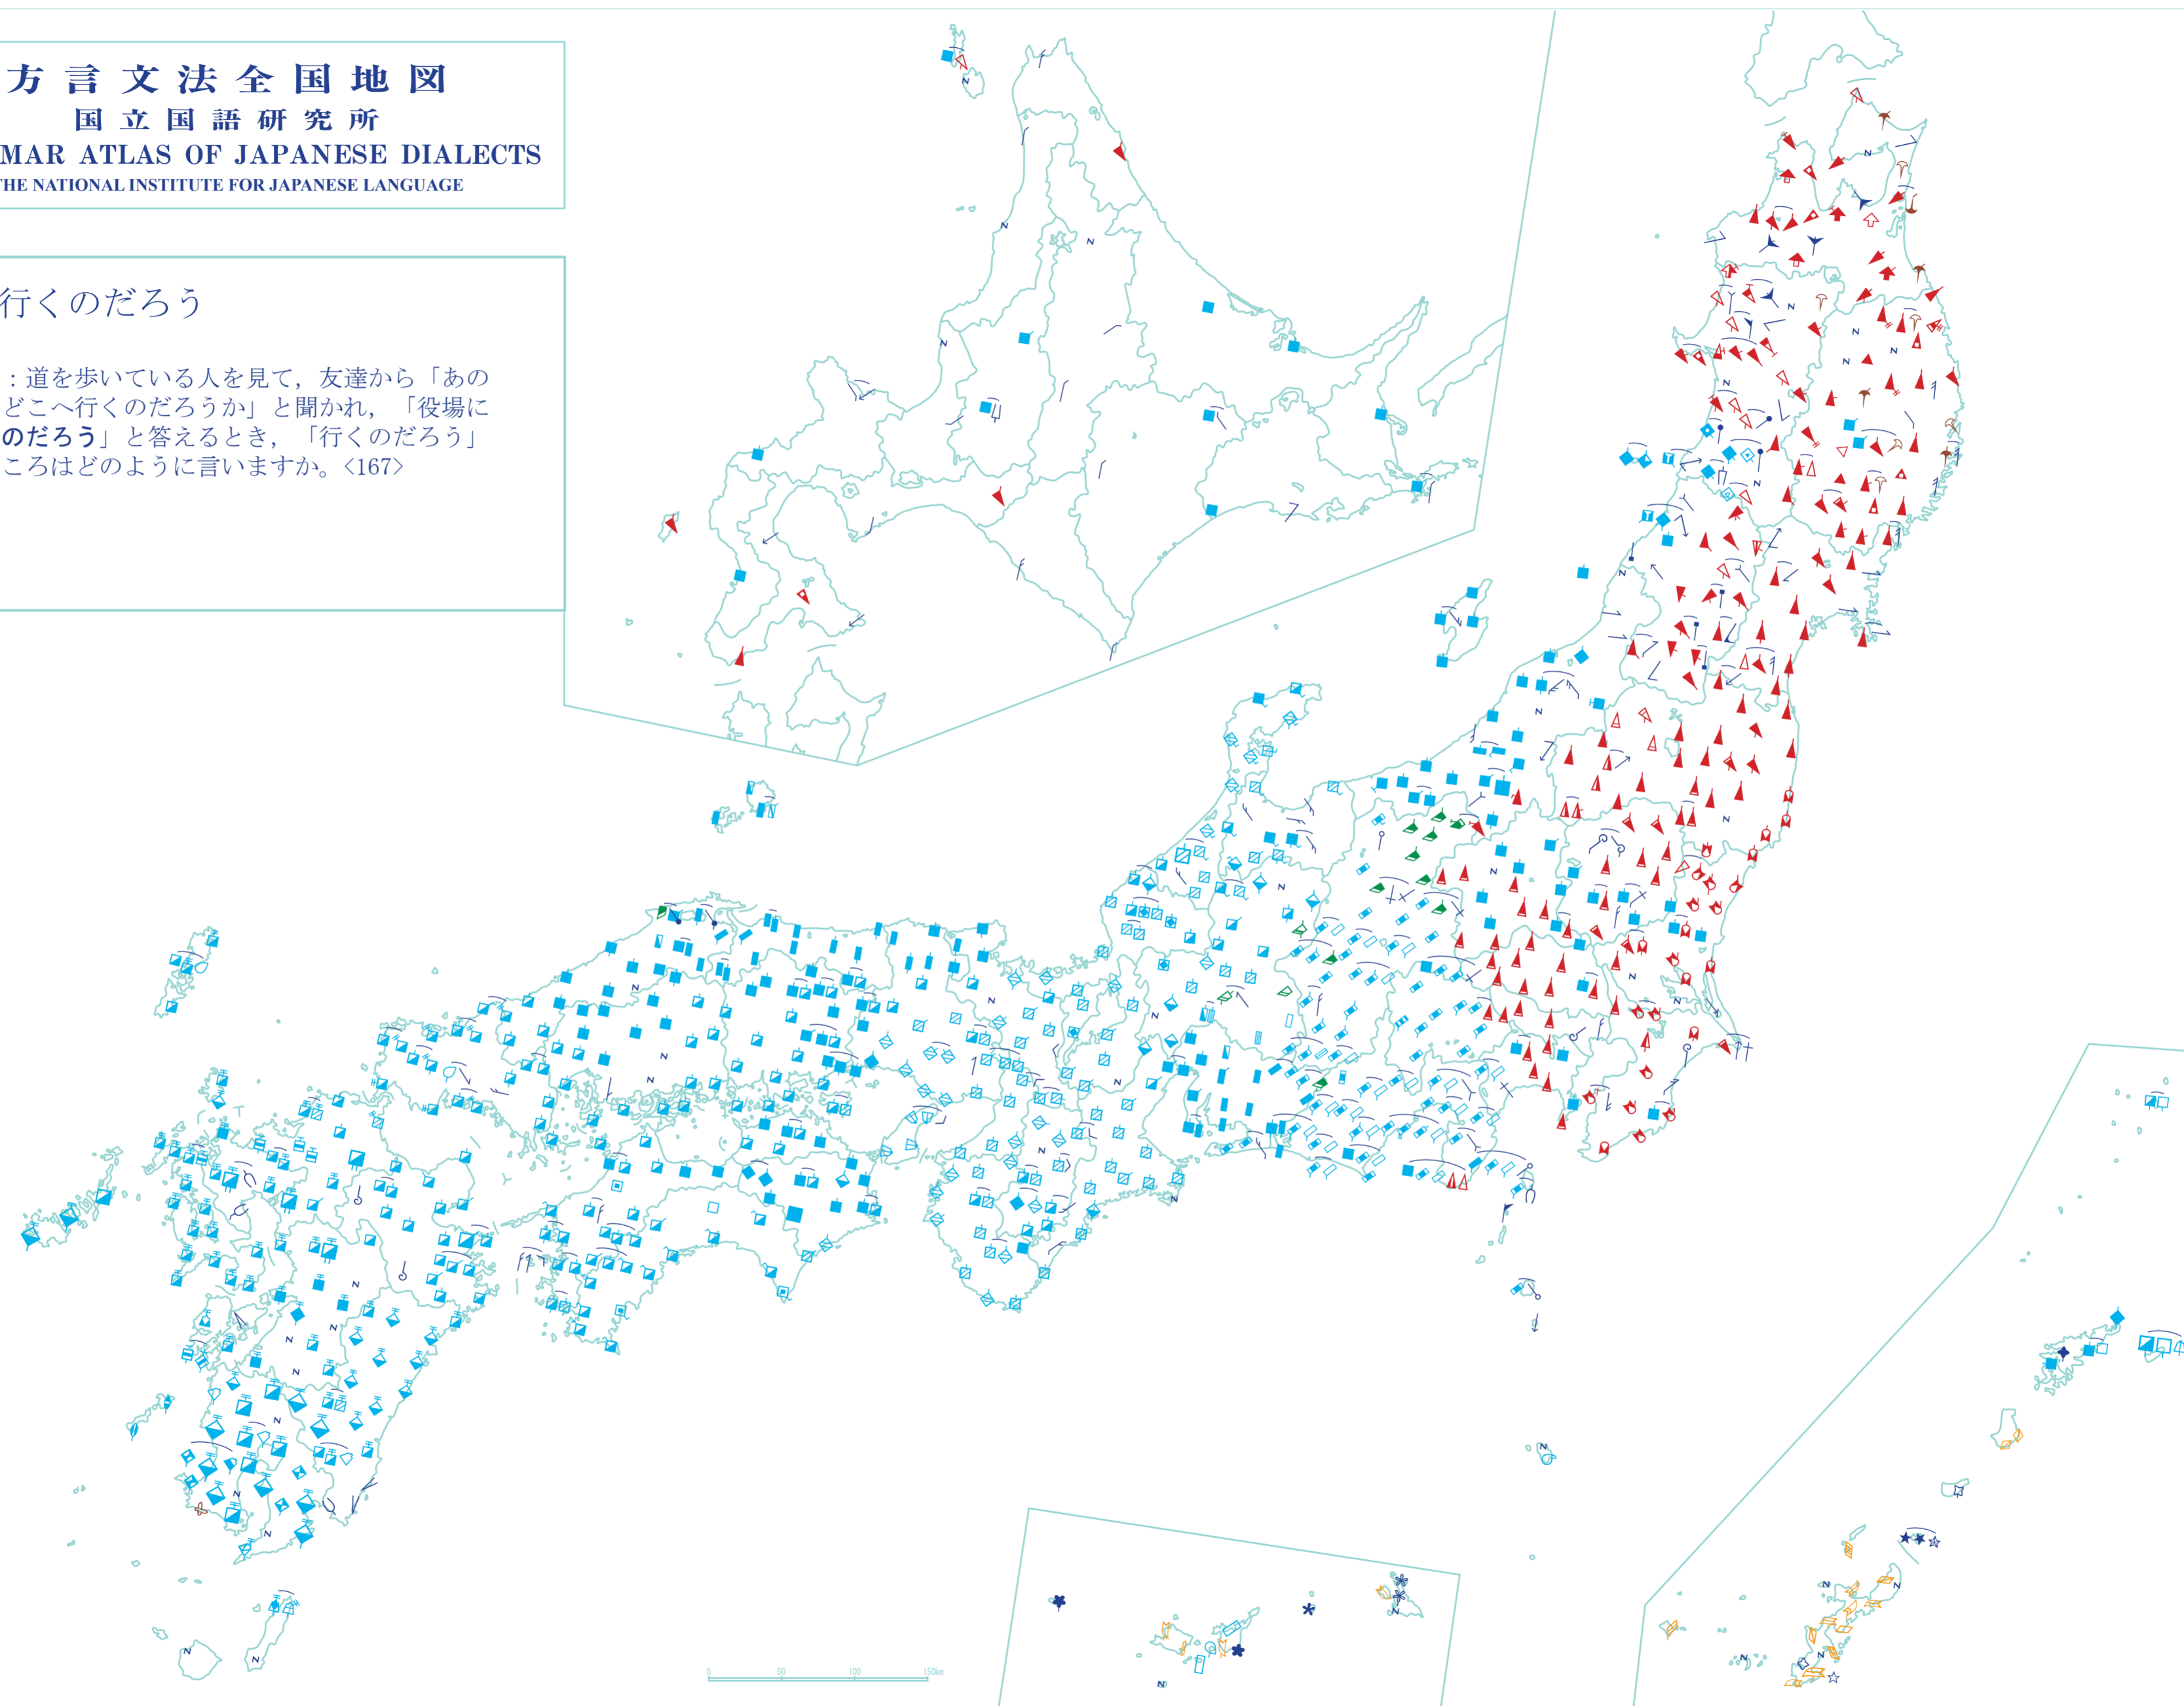 方言文法全国地図
国立国語研究所
MAR ATLAS OF JAPANESE DIALECTS
THE NATIONAL INSTITUTE FOR JAPANESE LANGUAGE
行くのだろう
：道を歩いている人を見て，友達から「あの
どこへ行くのだろうか」と聞かれ，「役場に
のだろう」と答えるとき，「行くのだろう」
ころはどのように言いますか。<167>
0 50 100 150km